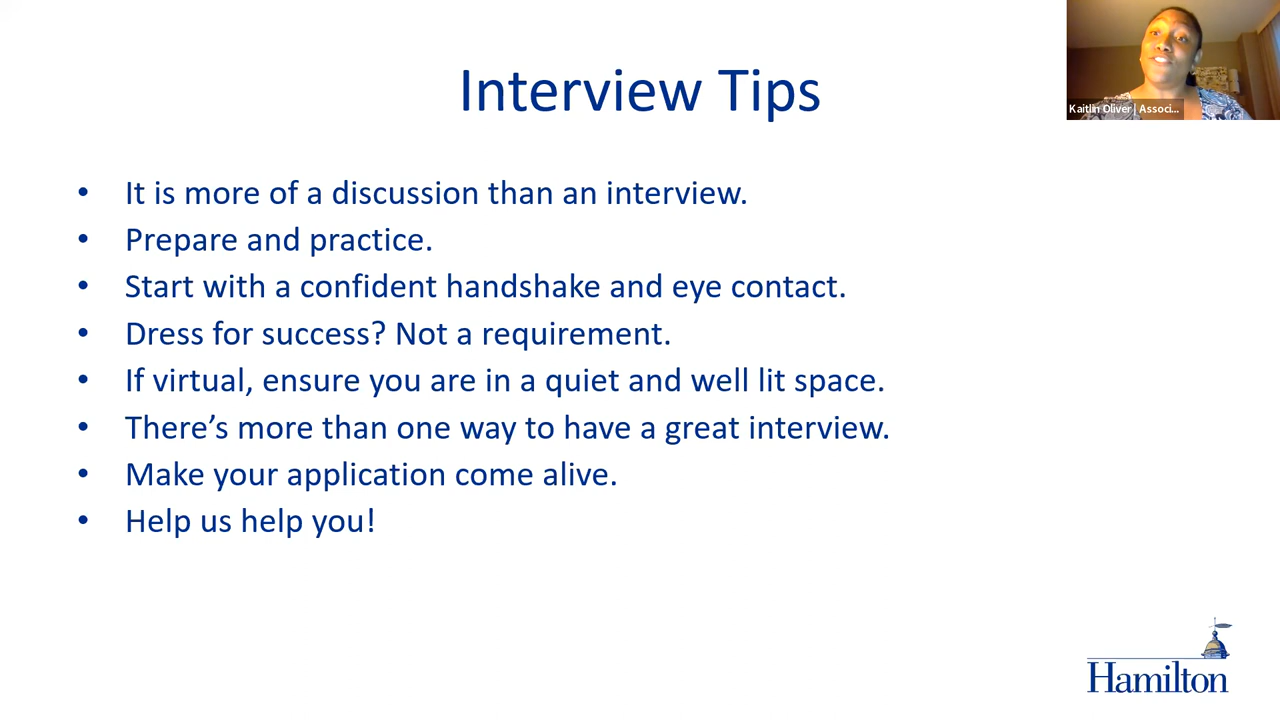 Interview Tips
Kaitlin Oliver | Associ...
• It is more of a discussion than an interview.
• Prepare and practice.
• Start with a confident handshake and eye contact.
• Dress for success? Not a requirement.
• If virtual, ensure you are in a quiet and well lit space.
• There’s more than one way to have a great interview.
• Make your application come alive.
• Help us help you!
Hamilton